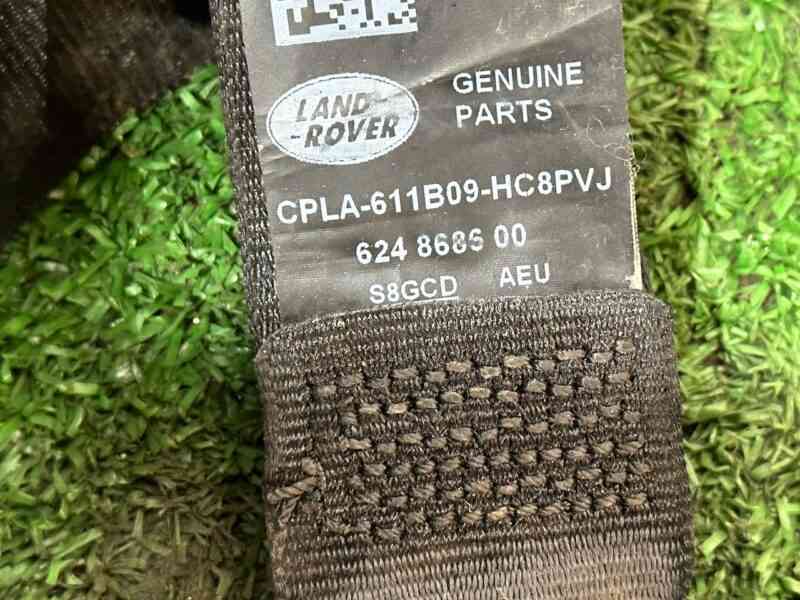 LAND-
-ROVER
GENUINE
PARTS
CPLA-611B09-HC8PVJ
624 8686 00
S8GCD AEU